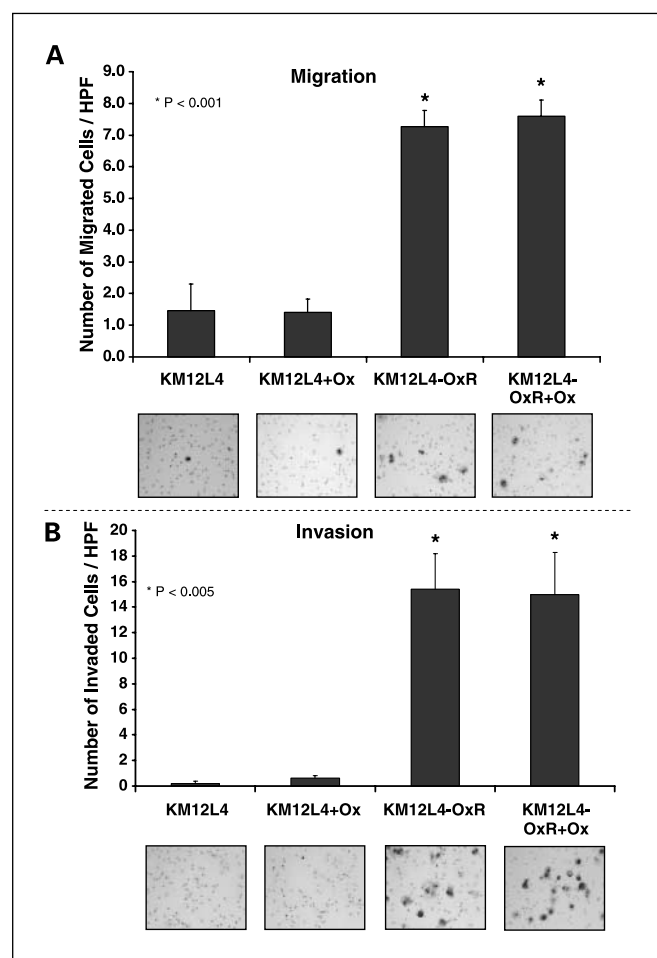 A
Migration
* P < 0.001
Number of Migrated Cells / HPF
9.0
8.0
7.0
6.0
5.0
4.0
3.0
2.0
1.0
0.0
*
*
KM12L4
KM12L4+Ox
KM12L4-OxR
KM12L4-
OxR+Ox
B
Invasion
* P < 0.005
Number of Invaded Cells / HPF
20
18
16
14
12
10
8
6
4
2
0
*
*
KM12L4
KM12L4+Ox
KM12L4-OxR
KM12L4-
OxR+Ox